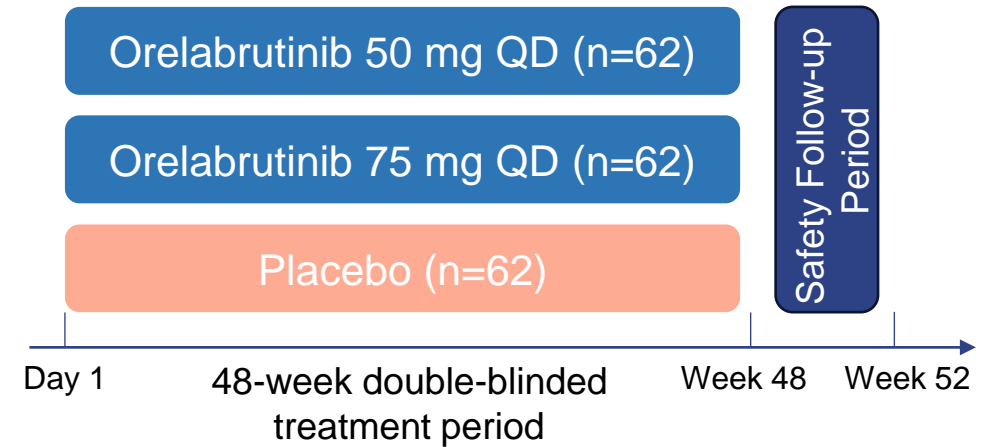 Orelabrutinib 50 mg QD (n=62)
Orelabrutinib 75 mg QD (n=62)
Placebo (n=62)
Safety Follow-up
Period
Day 1
48-week double-blinded
treatment period
Week 48
Week 52